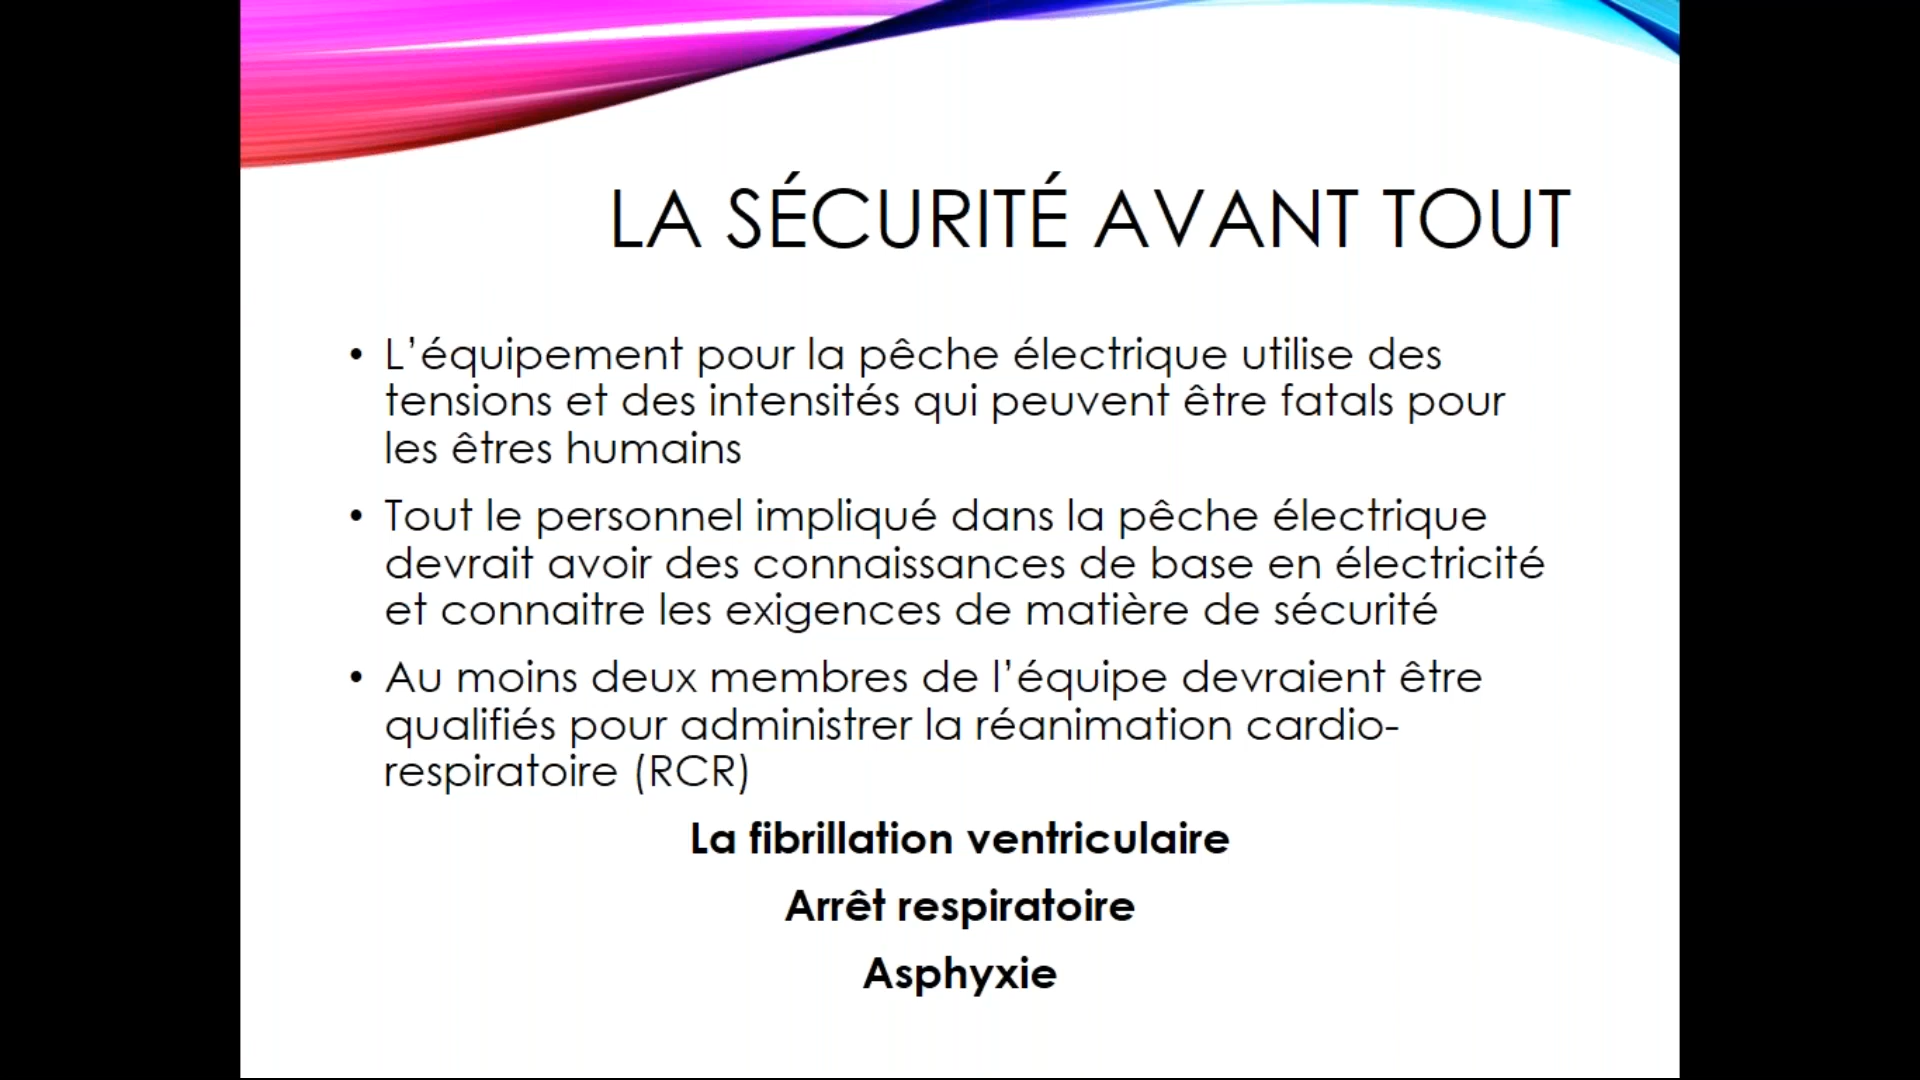 LA SÉCURITÉ AVANT TOUT
• L’équipement pour la pêche électrique utilise des
tensions et des intensités qui peuvent être fatals pour
les êtres humains
• Tout le personnel impliqué dans la pêche électrique
devrait avoir des connaissances de base en électricité
et connaitre les exigences de matière de sécurité
• Au moins deux membres de l’équipe devraient être
qualifiés pour administrer la réanimation cardio-
respiratoire (RCR)
La fibrillation ventriculaire
Arrêt respiratoire
Asphyxie